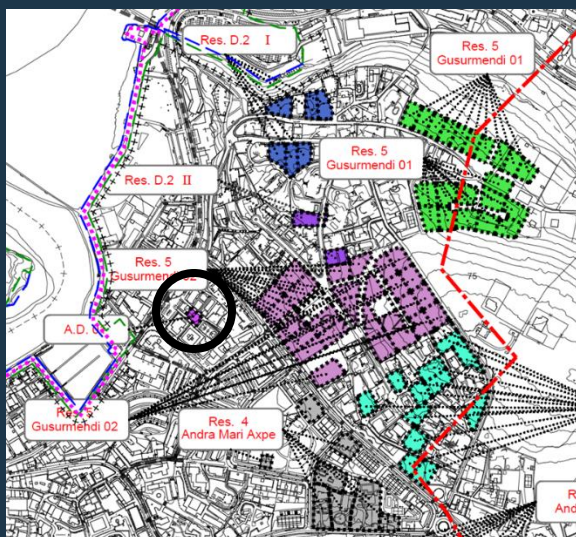 Res. D.2 I
Res. 5
Gusurmendi 01
Res. 5
Gusurmendi 01
Res. D.2 II
Res. 5
Gusurmendi 02
75
A.D.
Res. 5
Gusurmendi 02
Res. 4
Andra Mari Axpe